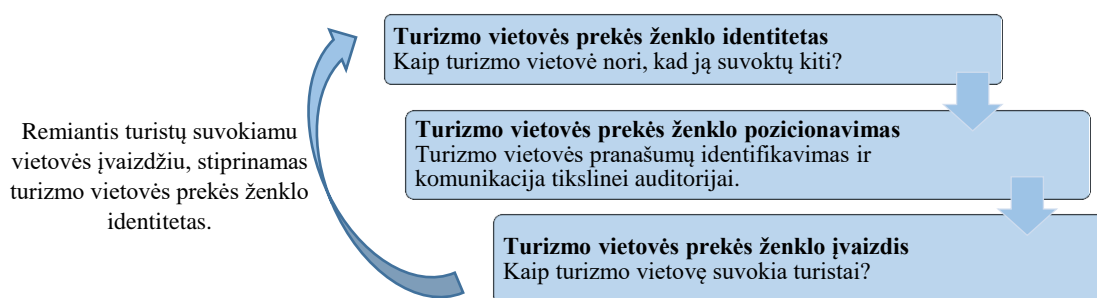 Turizmo vietovės prekės ženklo identitetas
Kaip turizmo vietovė nori, kad ją suvoktų kiti?
Turizmo vietovės prekės ženklo pozicionavimas
Turizmo vietovės pranašumų identifikavimas ir
komunikacija tikslinei auditorijai.
Turizmo vietovės prekės ženklo įvaizdis
Kaip turizmo vietovę suvokia turistai?
Remiantis turistų suvokiamu
vietovės įvaizdžiu, stiprinamas
turizmo vietovės prekės ženklo
identitetas.